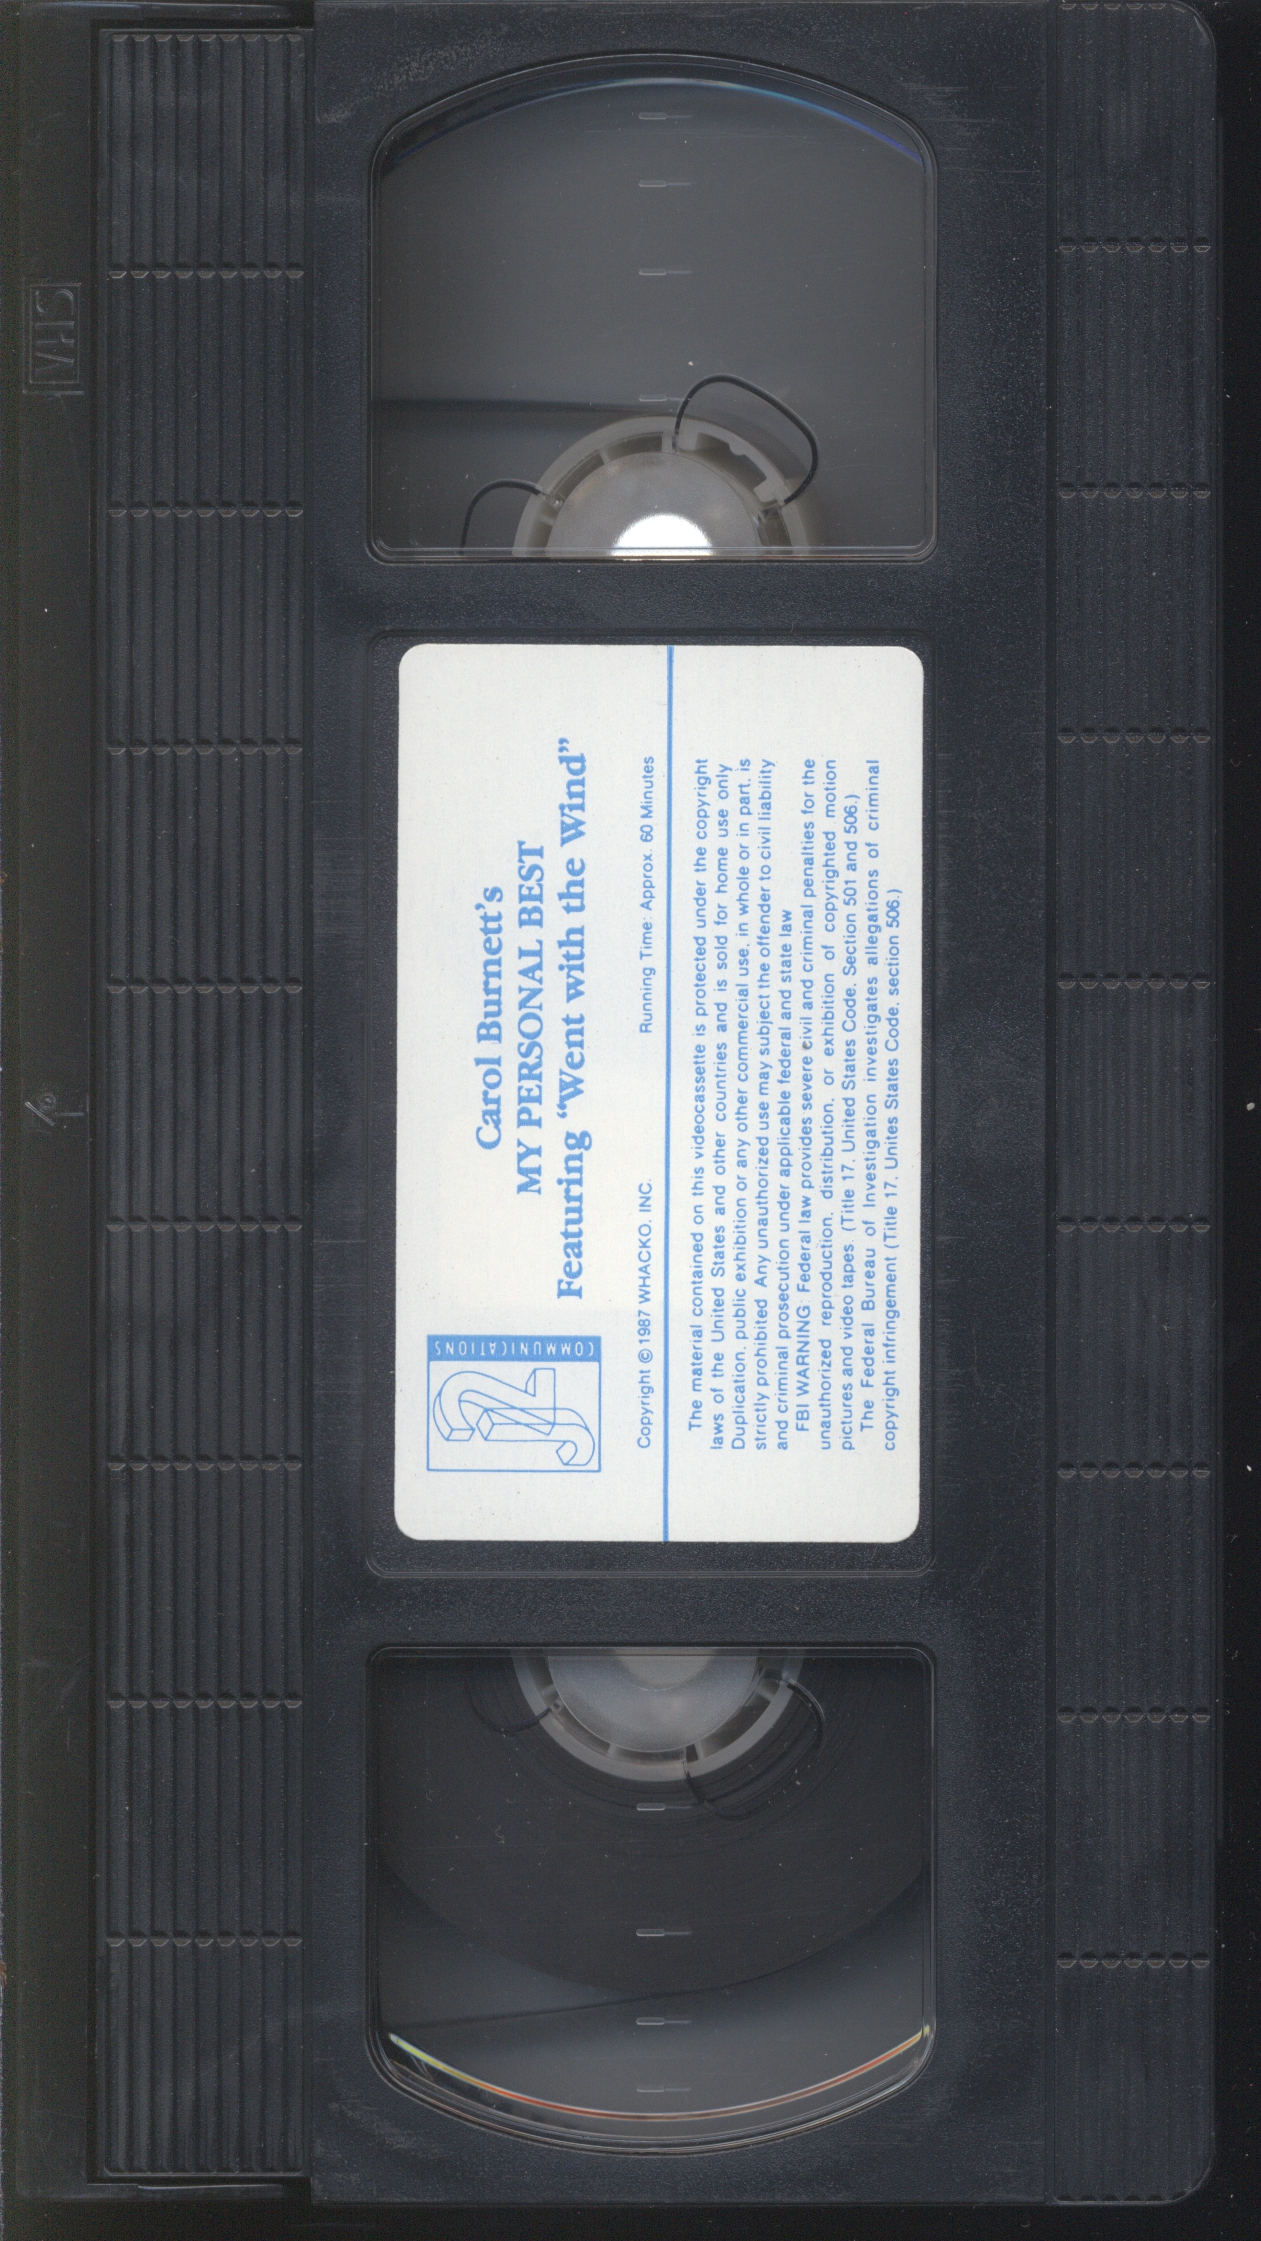 VHS
Carol Burnett's
MY PERSONAL BEST
Featuring “Went with the Wind”
J2
COMMUNICATIONS
Copyright © 1987 WHACKO, INC.
Running Time: Approx. 60 Minutes
The material contained on this videocassette is protected under the copyright
laws of the United States and other countries and is sold for home use only
Duplication, public exhibition or any other commercial use, in whole or in part, is
strictly prohibited Any unauthorized use may subject the offender to civil liability
and criminal prosecution under applicable federal and state law
FBI WARNING: Federal law provides severe civil and criminal penalties for the
unauthorized reproduction, distribution, or exhibition of copyrighted motion
pictures and video tapes (Title 17, United States Code, Section 501 and 506.)
The Federal Bureau of Investigation investigates allegations of criminal
copyright infringement (Title 17, Unites States Code, section 506.)